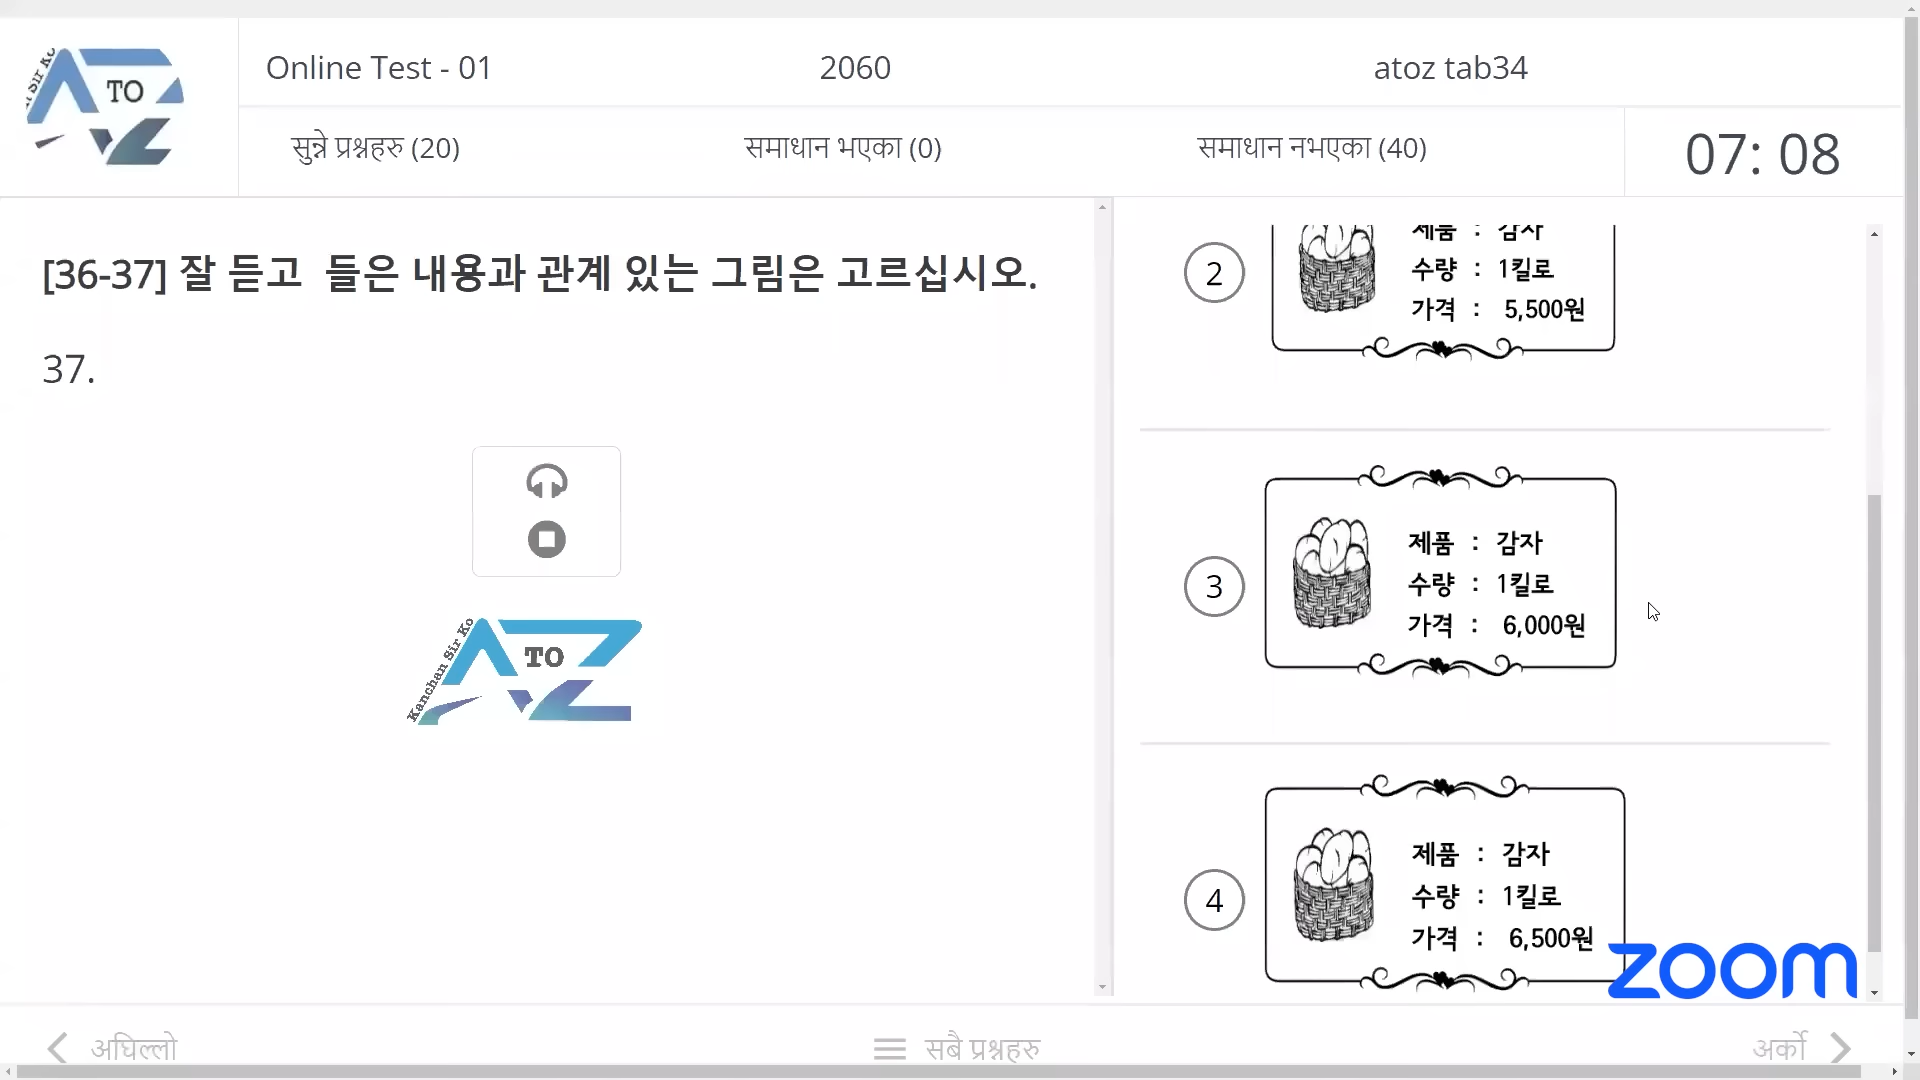 Online Test - 01
2060
atoz tab34
TO
सुन्ने प्रश्नहरु (20)
समाधान भएका (0)
समाधान नभएका (40)
07: 08
[36-37] 잘 듣고 들은 내용과 관계 있는 그림은 고르십시오.
37.
Kanchan Sir Ko
A TO Z
2
제품 : 감자
수량 : 1킬로
가격 : 5,500원
3
제품 : 감자
수량 : 1킬로
가격 : 6,000원
4
제품 : 감자
수량 : 1킬로
가격 : 6,500원
zoom
अघिल्लो
सबै प्रश्नहरु
अर्को